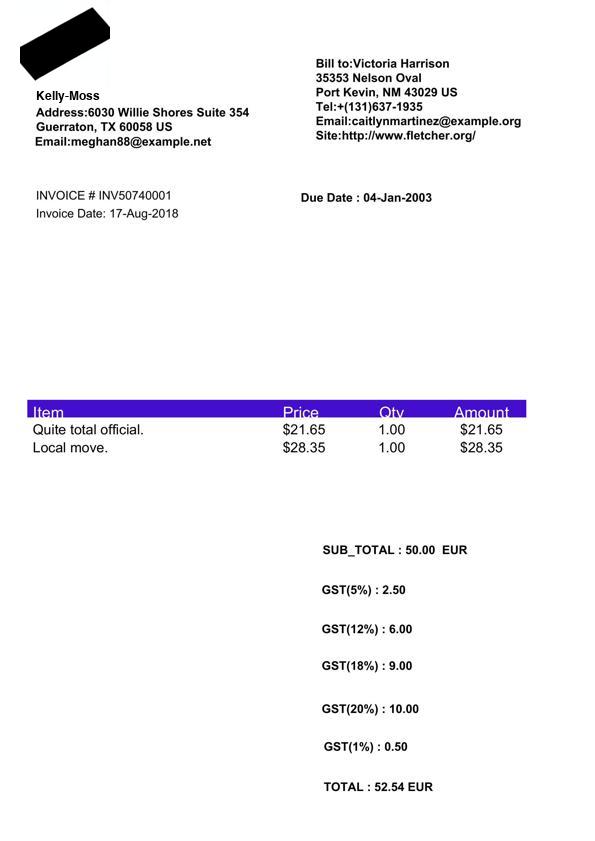 Kelly-Moss
Address:6030 Willie Shores Suite 354
Guerraton, TX 60058 US
Email:meghan88@example.net
Bill to:Victoria Harrison
35353 Nelson Oval
Port Kevin, NM 43029 US
Tel:+(131)637-1935
Email:caitlynmartinez@example.org
Site:http://www.fletcher.org/
INVOICE # INV50740001
Invoice Date: 17-Aug-2018
Due Date : 04-Jan-2003
Item Price Qty Amount
Quite total official. $21.65 1.00 $21.65
Local move. $28.35 1.00 $28.35
SUB_TOTAL : 50.00  EUR
GST(5%) : 2.50
GST(12%) : 6.00
GST(18%) : 9.00
GST(20%) : 10.00
GST(1%) : 0.50
TOTAL : 52.54 EUR